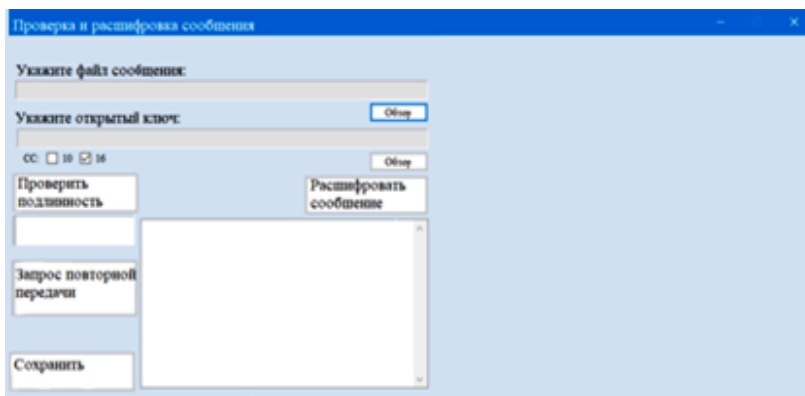 Проверка и расшифровка сообщения
Укажите файл сообщения:
Обзор
Укажите открытый ключ:
СС: 10 16
Обзор
Проверить
подлинность
Расшифровать
сообщение
Запрос повторной
передачи
Сохранить